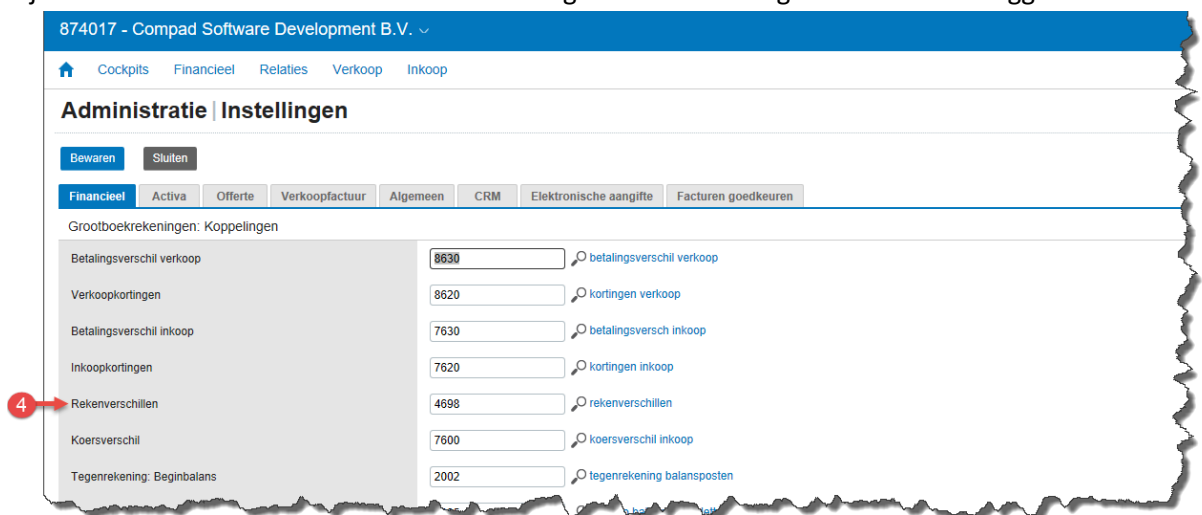 874017 - Compad Software Development B.V.
Cockpits Financieel Relaties Verkoop Inkoop
Administratie | Instellingen
Bewaren Sluiten
Financieel Activa Offerte Verkoopfactuur Algemeen CRM Elektronische aangifte Facturen goedkeuren
Grootboekrekeningen: Koppelingen
Betalingsverschil verkoop 8630 betalingsverschil verkoop
Verkoopkortingen 8620 kortingen verkoop
Betalingsverschil inkoop 7630 betalingsversch inkoop
Inkoopkortingen 7620 kortingen inkoop
4 Rekenverschillen 4698 rekenverschillen
Koersverschil 7600 koersverschil inkoop
Tegenrekening: Beginbalans 2002 tegenrekening balansposten